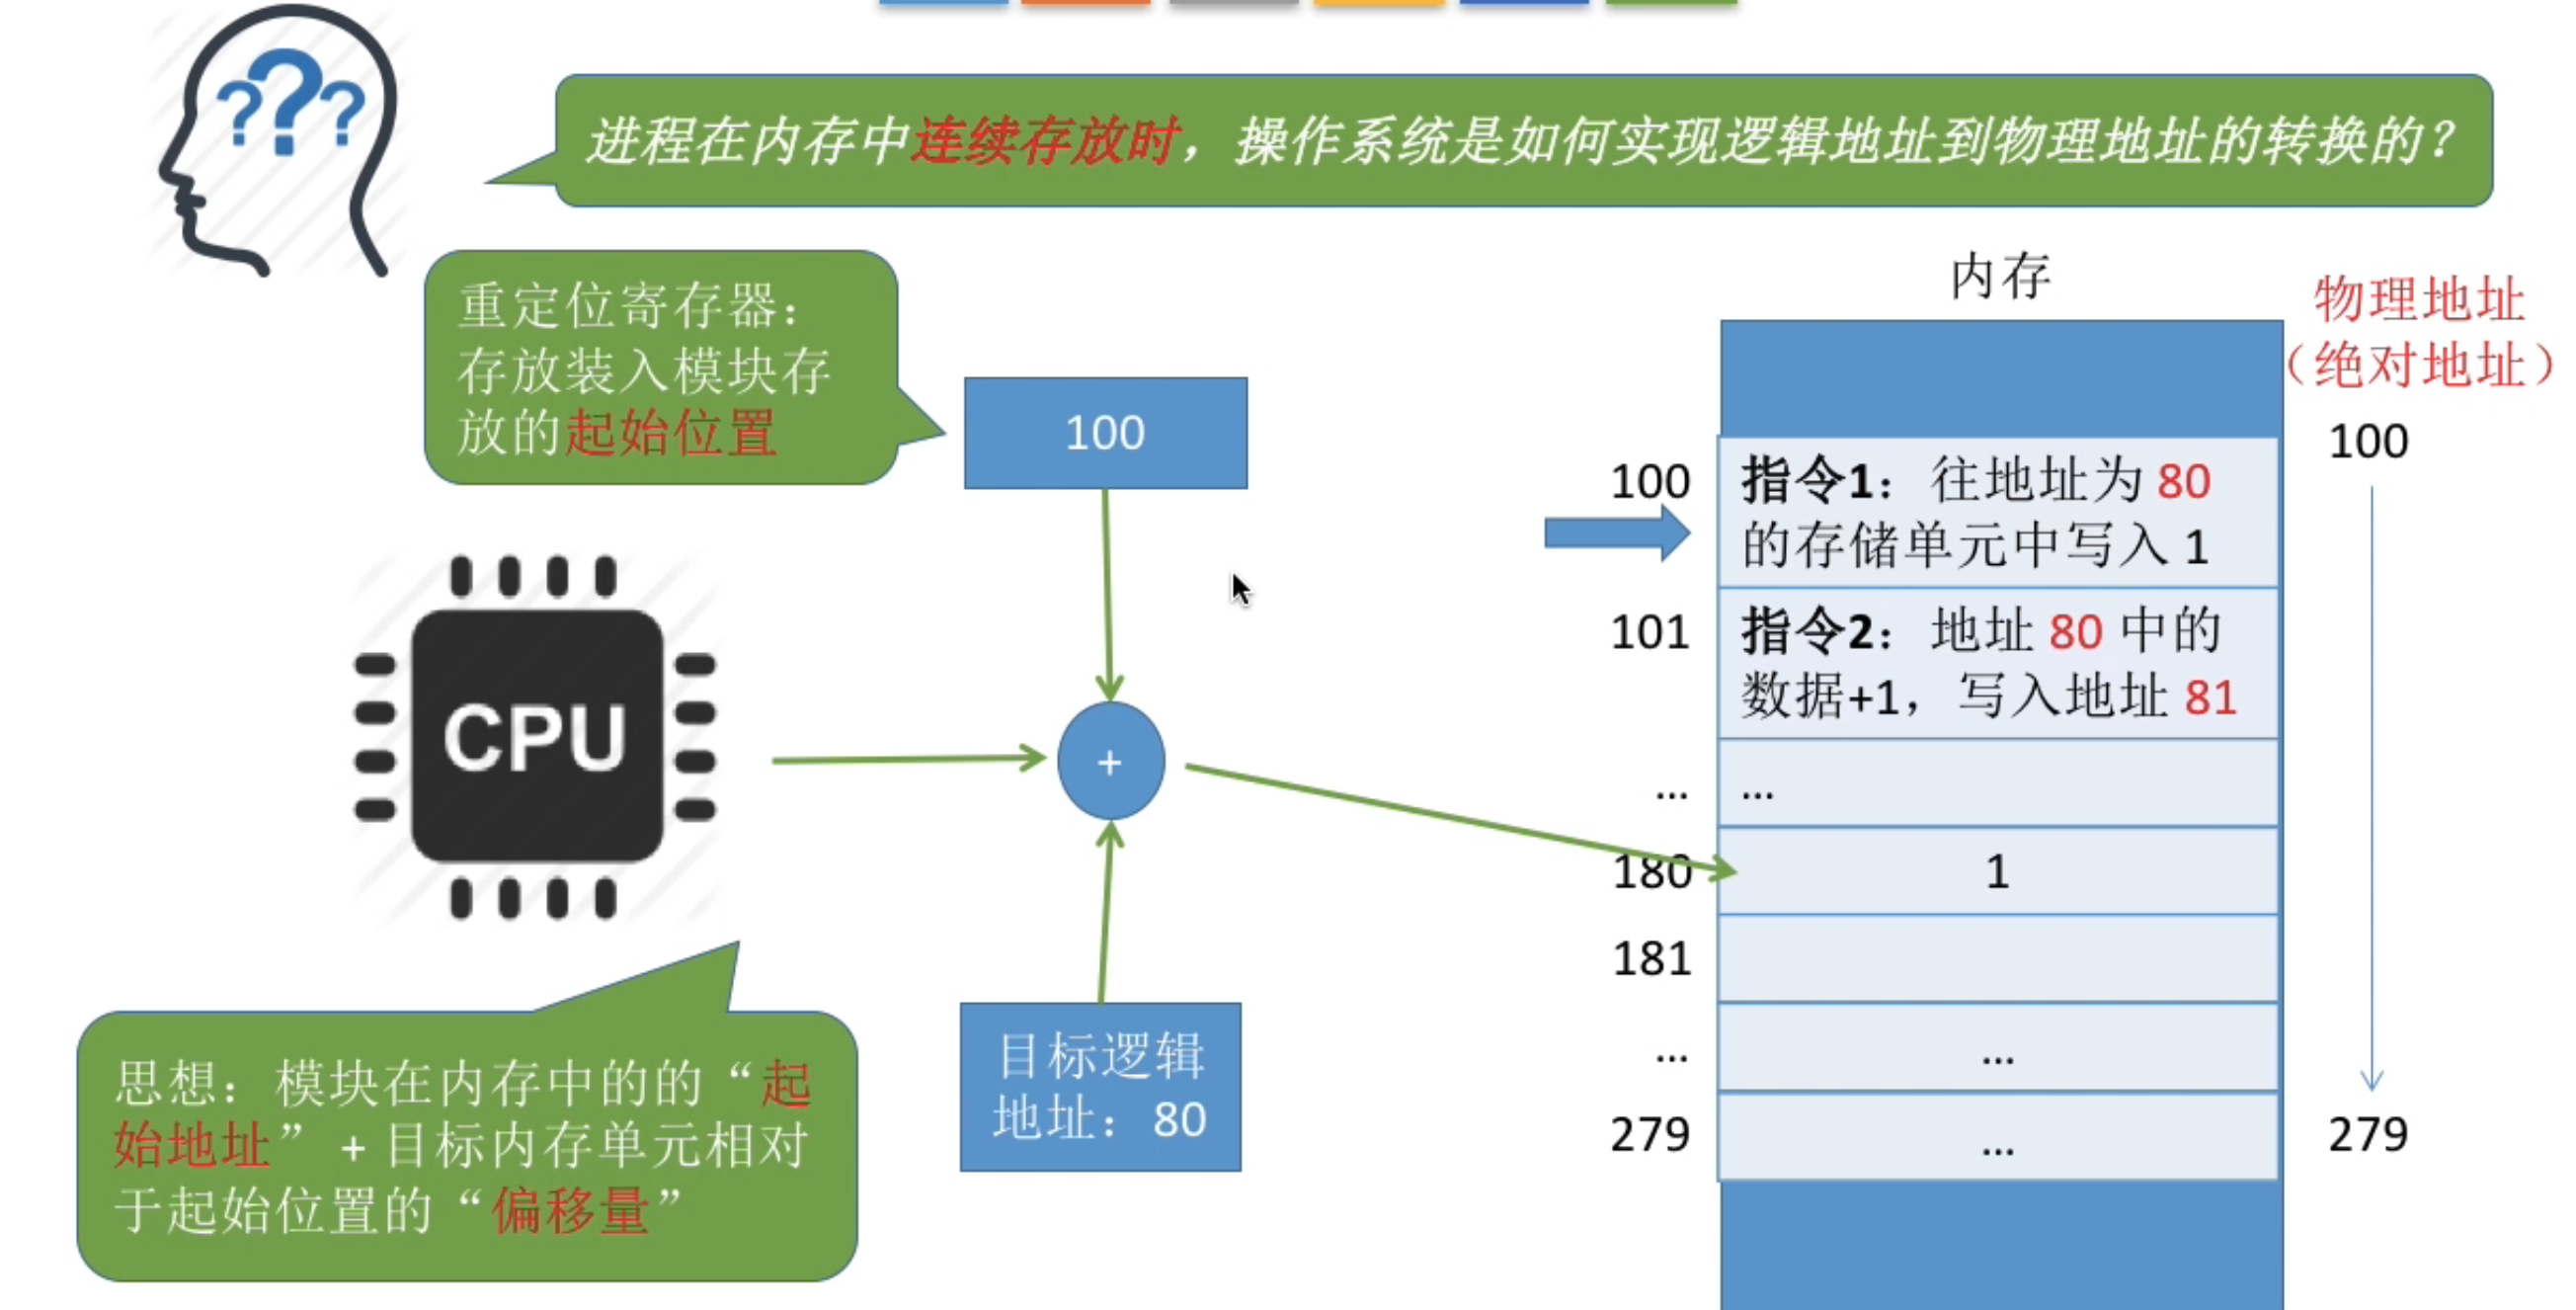 ???
进程在内存中连续存放时，操作系统是如何实现逻辑地址到物理地址的转换的？
重定位寄存器：
存放装入模块存
放的起始位置
100
CPU
+
目标逻辑
地址：80
思想：模块在内存中的的“起
始地址”+目标内存单元相对
于起始位置的“偏移量”
内存
物理地址
（绝对地址）
100
279
100 指令1：往地址为 80
的存储单元中写入 1
101 指令2：地址 80 中的
数据+1，写入地址 81
... ...
180 1
181
... ...
279 ...